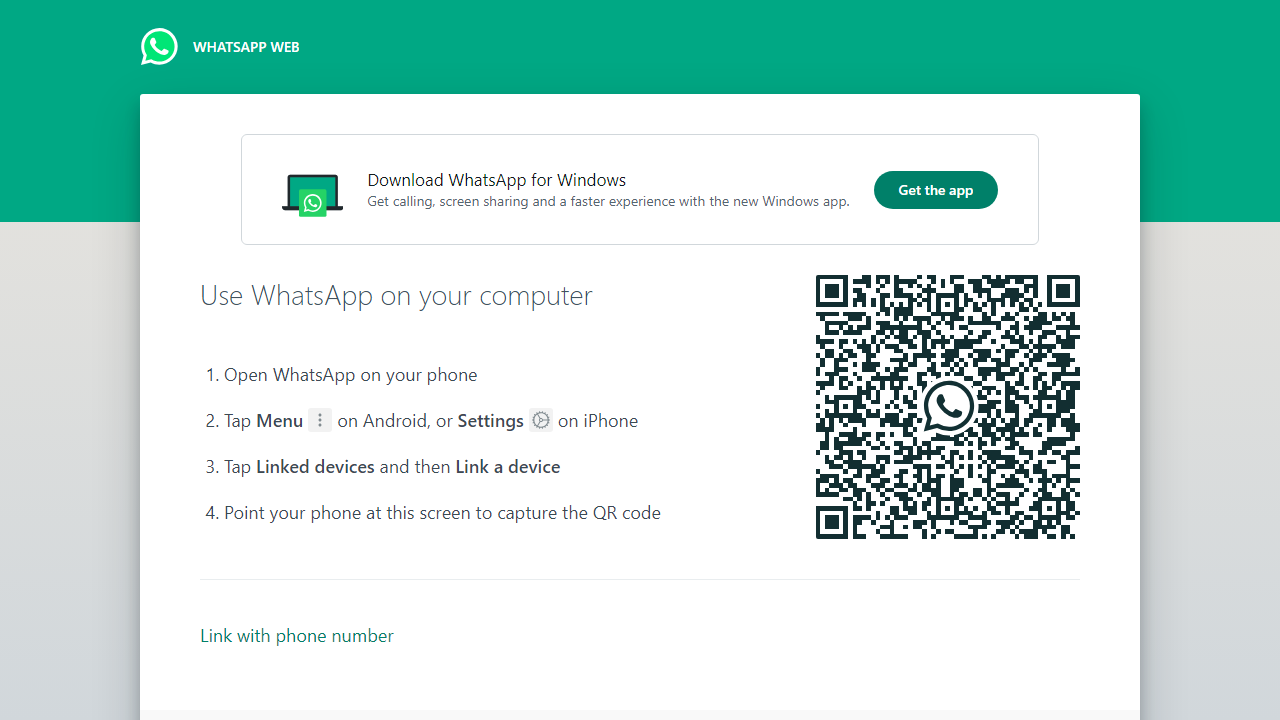 WHATSAPP WEB
Download WhatsApp for Windows
Get calling, screen sharing and a faster experience with the new Windows app.
Get the app
Use WhatsApp on your computer
1. Open WhatsApp on your phone
2. Tap Menu on Android, or Settings on iPhone
3. Tap Linked devices and then Link a device
4. Point your phone at this screen to capture the QR code
Link with phone number